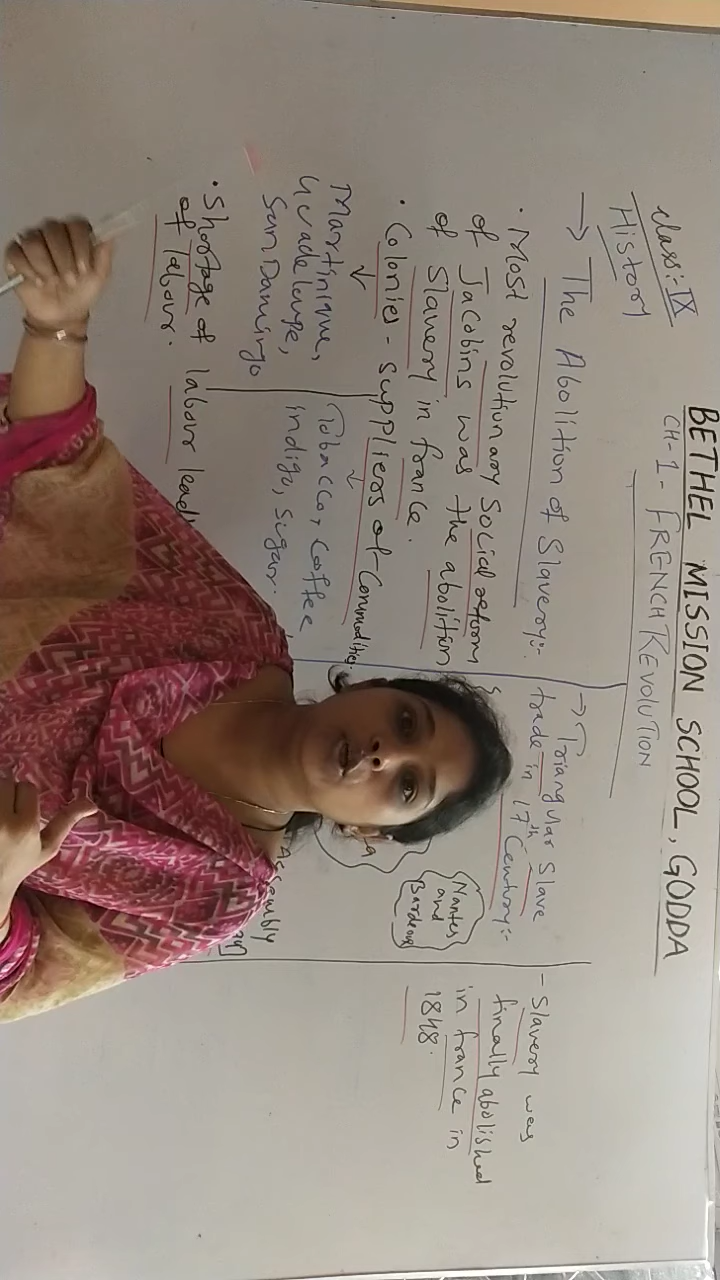 BETHEL MISSION SCHOOL, GODDA
CH-1- FRENCH REVOLUTION
Class: IX
History
→ The Abolition of Slavery:-
• Most revolutionary Social reform
of Jacobins was the abolition
of Slavery in france.
• Colonies - suppliers of Commodities.
Martinique,
Guadeloupe,
San Damingo
Tobacco, Coffee
indigo, Sugar.
• Shortage of labour
of labour.
→ Triangular Slave
trade in 17th Century:-
Nantes
and
Assembly
- Slavery was
finally abolished
in france in
1848.